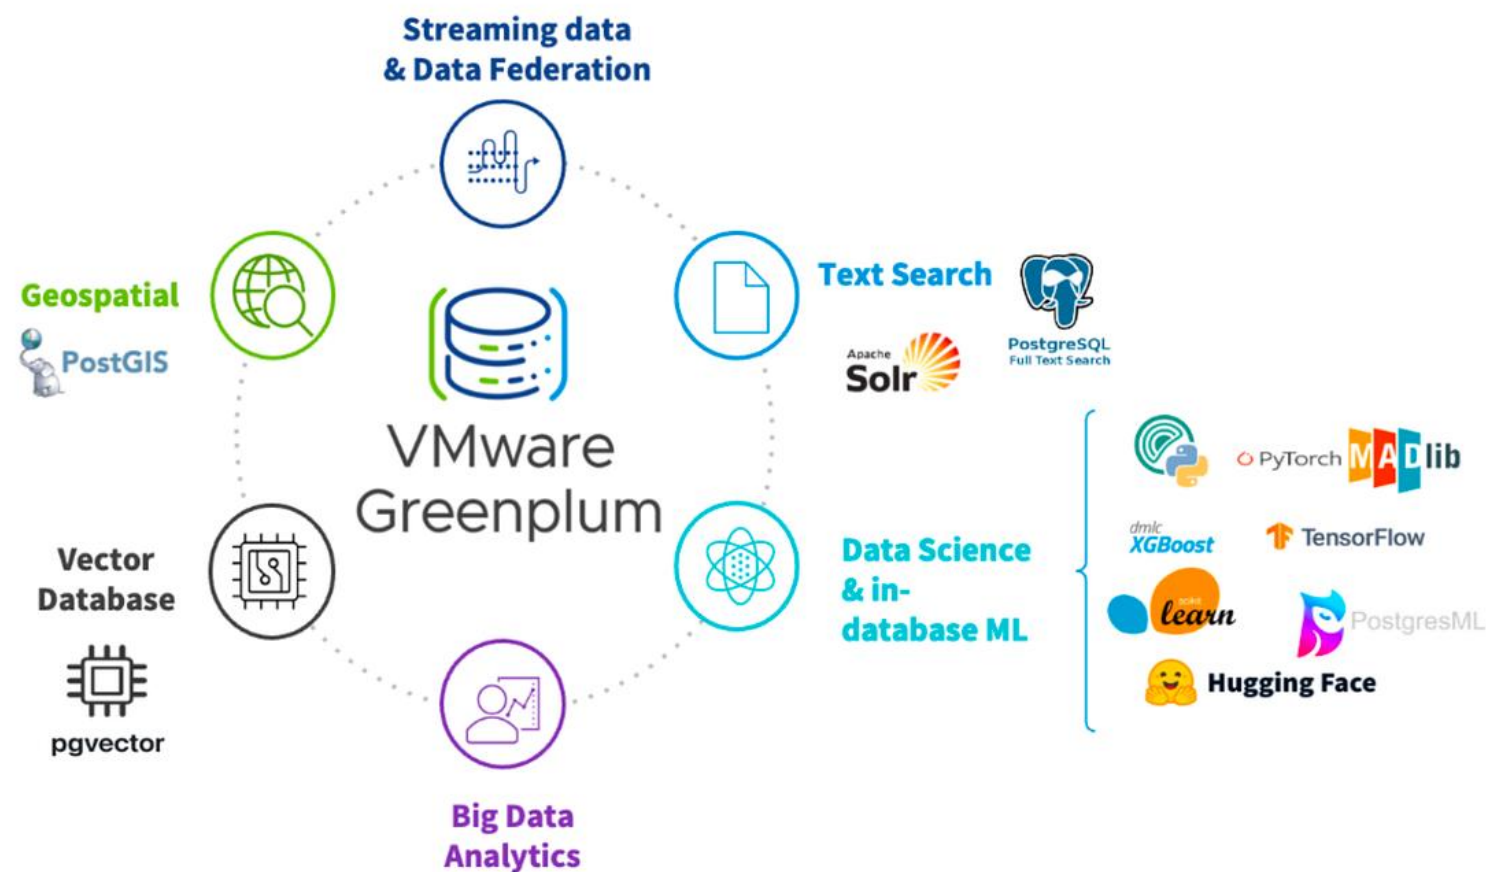 Streaming data
& Data Federation
Geospatial
PostGIS
Text Search
Apache
Solr
PostgreSQL
Full Text Search
VMware
Greenplum
Vector
Database
pgvector
Data Science
& in-
database ML
PyTorch
MADlib
dmlc
XGBoost
TensorFlow
scikit
learn
PostgresML
Hugging Face
Big Data
Analytics